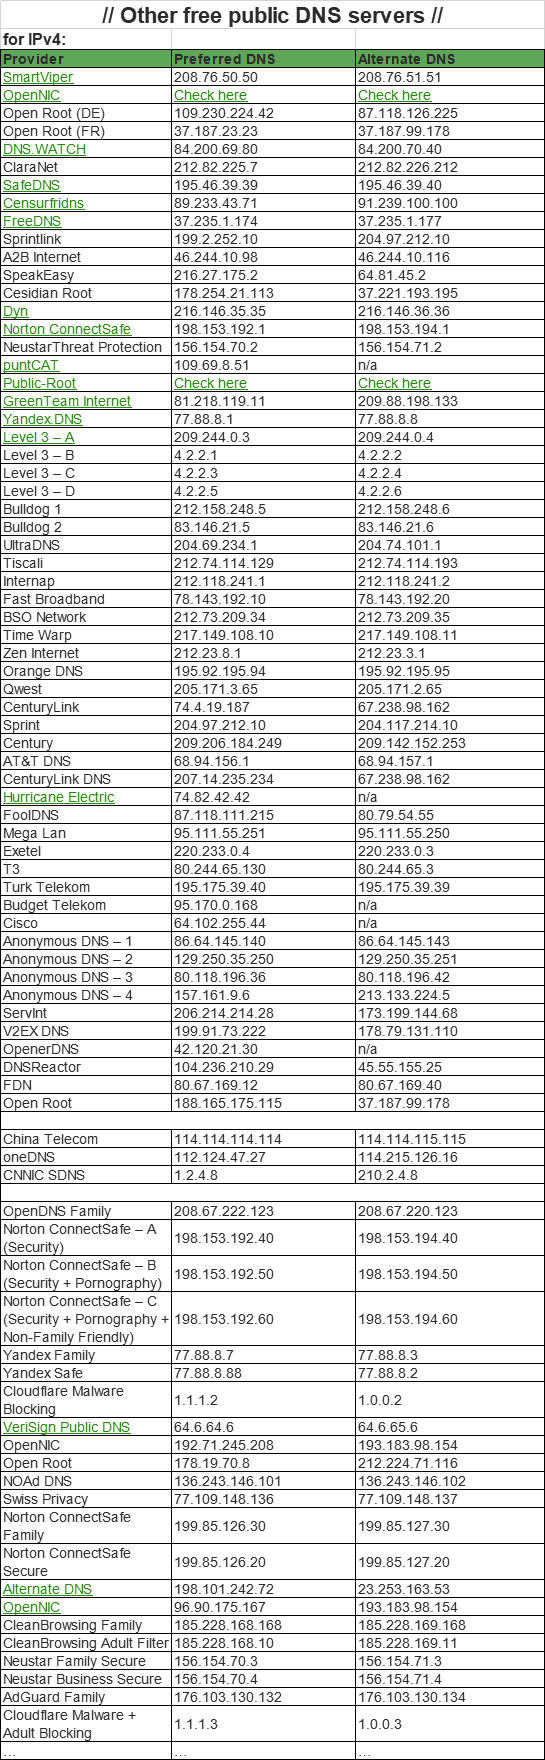 // Other free public DNS servers //
for IPv4:
Provider Preferred DNS Alternate DNS
SmartViper 208.76.50.50 208.76.51.51
OpenNIC Check here Check here
Open Root (DE) 109.230.224.42 87.118.126.225
Open Root (FR) 37.187.23.23 37.187.99.178
DNS.WATCH 84.200.69.80 84.200.70.40
ClaraNet 212.82.225.7 212.82.226.212
SafeDNS 195.46.39.39 195.46.39.40
Censurfridns 89.233.43.71 91.239.100.100
FreeDNS 37.235.1.174 37.235.1.177
Sprintlink 199.2.252.10 204.97.212.10
A2B Internet 46.244.10.98 46.244.10.116
SpeakEasy 216.27.175.2 64.81.45.2
Cesidian Root 178.254.21.113 37.221.193.195
Dyn 216.146.35.35 216.146.36.36
Norton ConnectSafe 198.153.192.1 198.153.194.1
NeustarThreat Protection 156.154.70.2 156.154.71.2
puntCAT 109.69.8.51 n/a
Public-Root Check here Check here
GreenTeam Internet 81.218.119.11 209.88.198.133
Yandex.DNS 77.88.8.1 77.88.8.8
Level 3 – A 209.244.0.3 209.244.0.4
Level 3 – B 4.2.2.1 4.2.2.2
Level 3 – C 4.2.2.3 4.2.2.4
Level 3 – D 4.2.2.5 4.2.2.6
Bulldog 1 212.158.248.5 212.158.248.6
Bulldog 2 83.146.21.5 83.146.21.6
UltraDNS 204.69.234.1 204.74.101.1
Tiscali 212.74.114.129 212.74.114.193
Internap 212.118.241.1 212.118.241.2
Fast Broadband 78.143.192.10 78.143.192.20
BSO Network 212.73.209.34 212.73.209.35
Time Warp 217.149.108.10 217.149.108.11
Zen Internet 212.23.8.1 212.23.3.1
Orange DNS 195.92.195.94 195.92.195.95
Qwest 205.171.3.65 205.171.2.65
CenturyLink 74.4.19.187 67.238.98.162
Sprint 204.97.212.10 204.117.214.10
Century 209.206.184.249 209.142.152.253
AT&T DNS 68.94.156.1 68.94.157.1
CenturyLink DNS 207.14.235.234 67.238.98.162
Hurricane Electric 74.82.42.42 n/a
FoolDNS 87.118.111.215 80.79.54.55
Mega Lan 95.111.55.251 95.111.55.250
Exetel 220.233.0.4 220.233.0.3
T3 80.244.65.130 80.244.65.3
Turk Telekom 195.175.39.40 195.175.39.39
Budget Telekom 95.170.0.168 n/a
Cisco 64.102.255.44 n/a
Anonymous DNS – 1 86.64.145.140 86.64.145.143
Anonymous DNS – 2 129.250.35.250 129.250.35.251
Anonymous DNS – 3 80.118.196.36 80.118.196.42
Anonymous DNS – 4 157.161.9.6 213.133.224.5
ServInt 206.214.214.28 173.199.144.68
V2EX DNS 199.91.73.222 178.79.131.110
OpenerDNS 42.120.21.30 n/a
DNSReactor 104.236.210.29 45.55.155.25
FDN 80.67.169.12 80.67.169.40
Open Root 188.165.175.115 37.187.99.178
China Telecom 114.114.114.114 114.114.115.115
oneDNS 112.124.47.27 114.215.126.16
CNNIC SDNS 1.2.4.8 210.2.4.8
OpenDNS Family 208.67.222.123 208.67.220.123
Norton ConnectSafe – A
(Security) 198.153.192.40 198.153.194.40
Norton ConnectSafe – B
(Security + Pornography) 198.153.192.50 198.153.194.50
Norton ConnectSafe – C
(Security + Pornography + 198.153.192.60 198.153.194.60
Non-Family Friendly)
Yandex Family 77.88.8.7 77.88.8.3
Yandex Safe 77.88.8.88 77.88.8.2
Cloudflare Malware
Blocking 1.1.1.2 1.0.0.2
VeriSign Public DNS 64.6.64.6 64.6.65.6
OpenNIC 192.71.245.208 193.183.98.154
Open Root 178.19.70.8 212.224.71.116
NOAd DNS 136.243.146.101 136.243.146.102
Swiss Privacy 77.109.148.136 77.109.148.137
Norton ConnectSafe
Family 199.85.126.30 199.85.127.30
Norton ConnectSafe
Secure 199.85.126.20 199.85.127.20
Alternate DNS 198.101.242.72 23.253.163.53
OpenNIC 96.90.175.167 193.183.98.154
CleanBrowsing Family 185.228.168.168 185.228.169.168
CleanBrowsing Adult Filter 185.228.168.10 185.228.169.11
Neustar Family Secure 156.154.70.3 156.154.71.3
Neustar Business Secure 156.154.70.4 156.154.71.4
AdGuard Family 176.103.130.132 176.103.130.134
Cloudflare Malware +
Adult Blocking 1.1.1.3 1.0.0.3
... ... ...